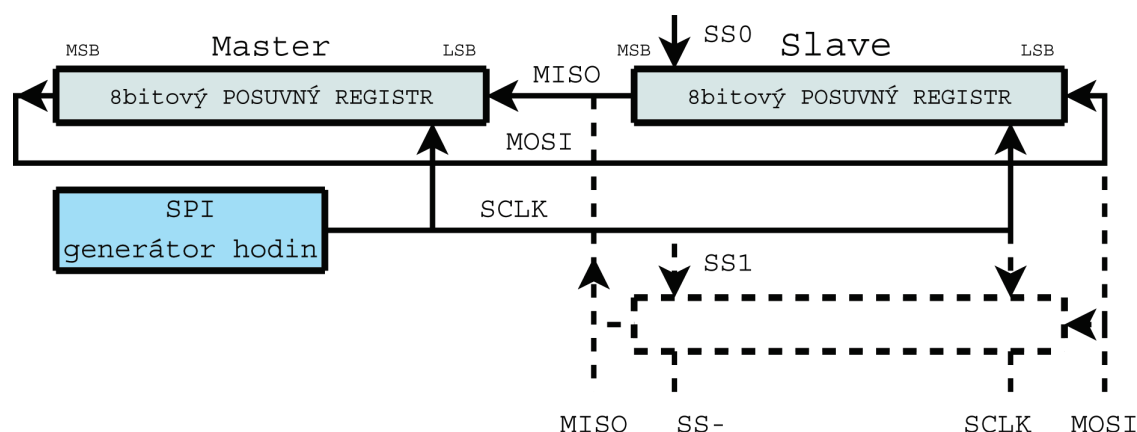 Master
Slave
SS0
MSB
LSB
MSB
LSB
MISO
8bitový POSUVNÝ REGISTR
8bitový POSUVNÝ REGISTR
MOSI
SPI
generátor hodin
SCLK
SS1
MISO
SS-
SCLK
MOSI